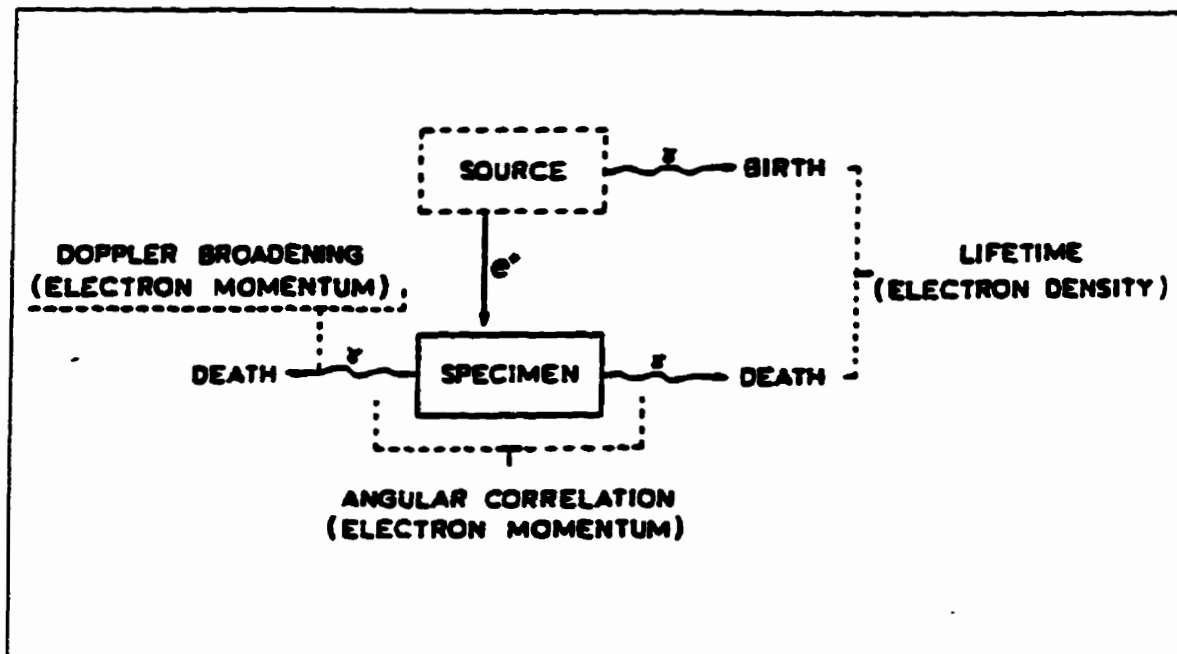 SOURCE
γ
BIRTH
DOPPLER BROADENING
(ELECTRON MOMENTUM)
e+
LIFETIME
(ELECTRON DENSITY)
DEATH
γ
SPECIMEN
γ
DEATH
ANGULAR CORRELATION
(ELECTRON MOMENTUM)